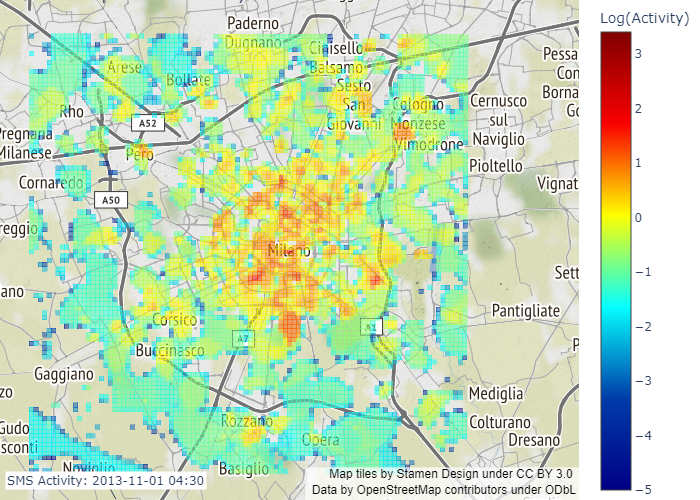 Log(Activity)
3
2
1
0
−1
−2
−3
−4
−5
Paderno
Dugnano
Cinisello
Balsamo
Sesto
San
Giovanni
Arese
Bollate
Rho
A52
Pero
Pregnana
Milanese
Cornaredo
A50
Cologno
Monzese
Vimodrone
Cernusco
sul
Naviglio
Pioltello
Vignat
Pessa
Con
Borna
Go
reggio
Milano
Sett
ano
Corsico
A7
A1
Buccinasco
Pantigliate
P
Gaggiano
zo
Mediglia
Colturano
Dresano
Rozzano
Opera
Gudo
sconti
Noviglio
Basiglio
SMS Activity: 2013-11-01 04:30
Map tiles by Stamen Design under CC BY 3.0
Data by OpenStreetMap contributors under ODbL